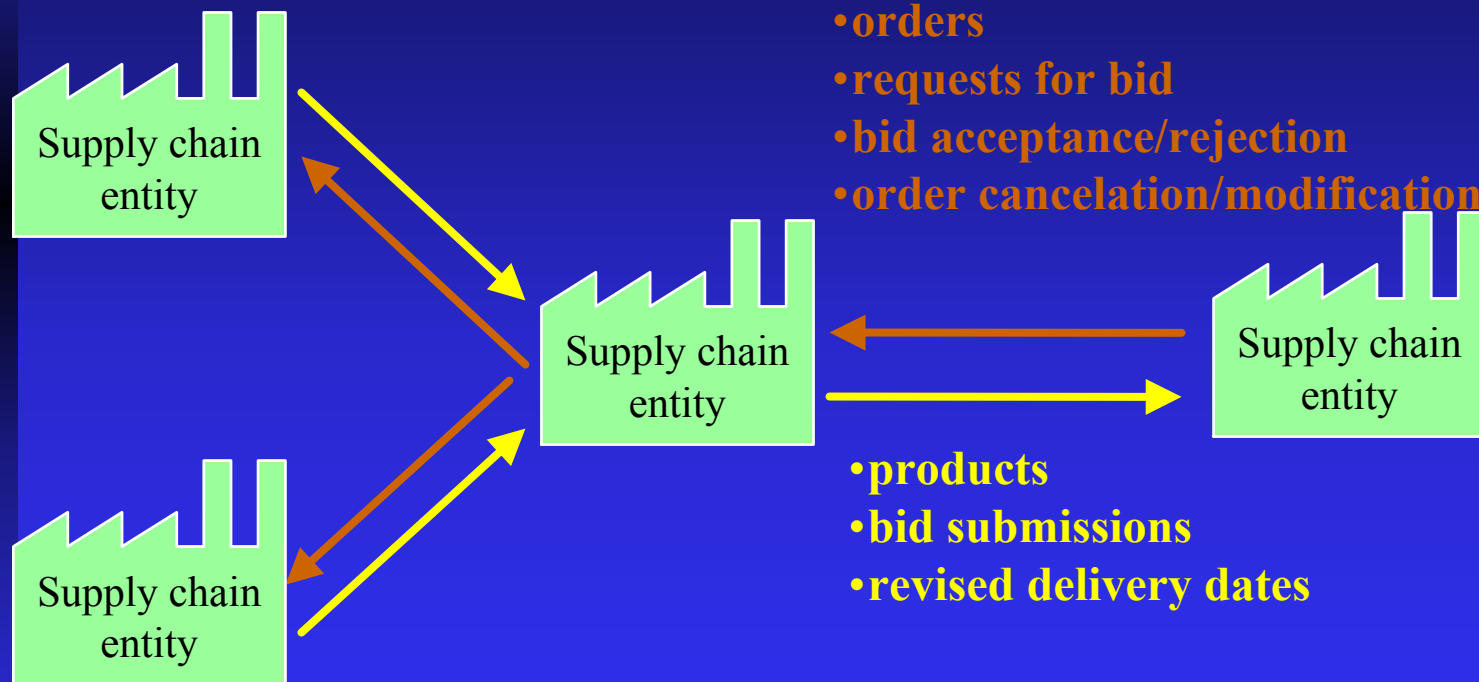 •orders
•requests for bid
•bid acceptance/rejection
•order cancelation/modification
Supply chain
entity
Supply chain
entity
Supply chain
entity
•products
•bid submissions
•revised delivery dates
Supply chain
entity